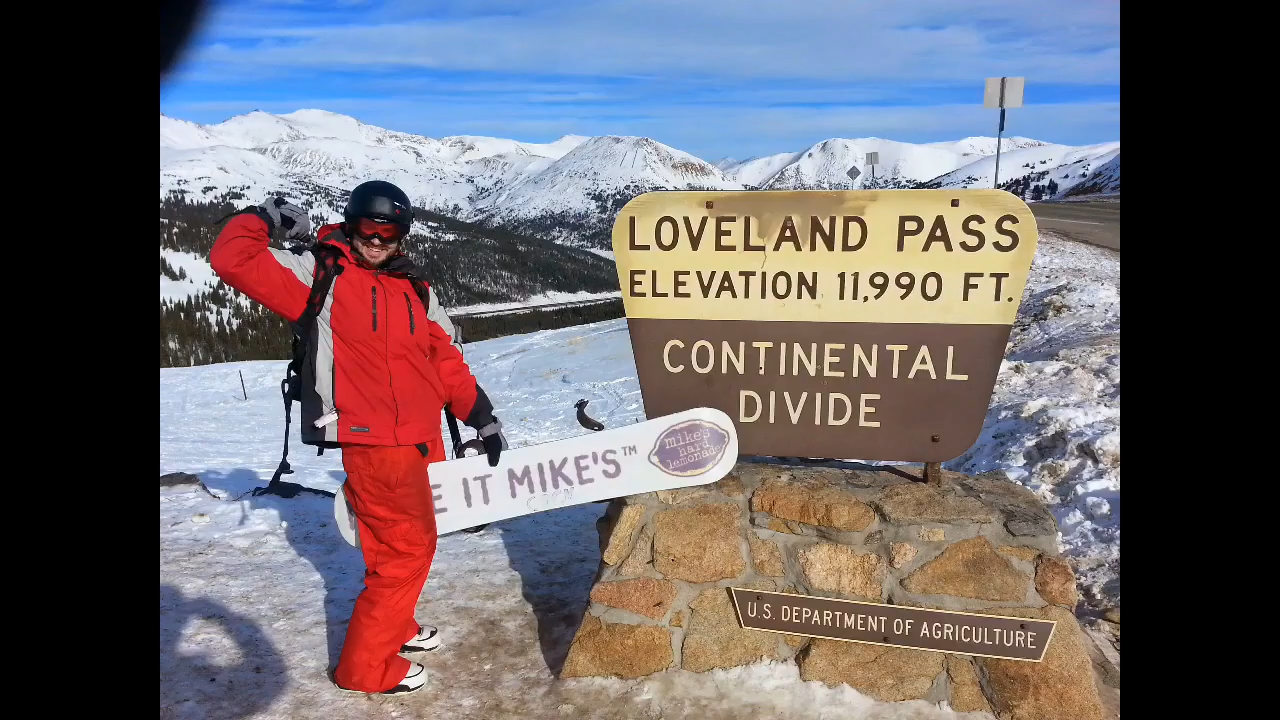 LOVELAND PASS
ELEVATION 11,990 FT.
CONTINENTAL
DIVIDE
E IT MIKE'S™
mike's
hard
lemonade
U.S. DEPARTMENT OF AGRICULTURE